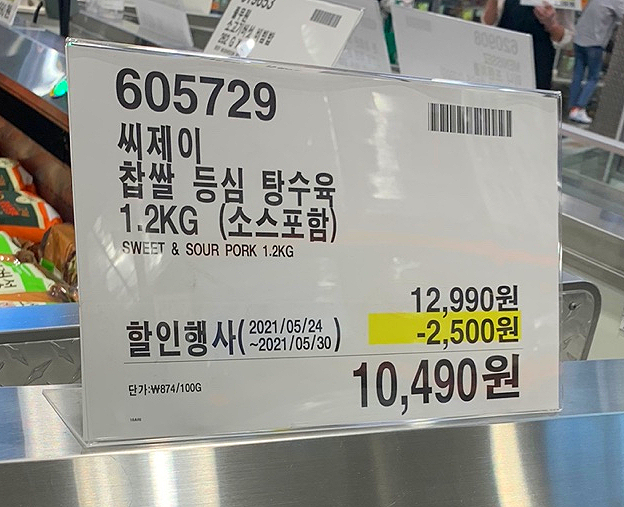 605729
씨제이
찹쌀 등심 탕수육
1.2KG (소스포함)
SWEET & SOUR PORK 1.2KG
12,990원
할인행사(2021/05/24 ~2021/05/30) -2,500원
단가:₩874/100G
10,490원